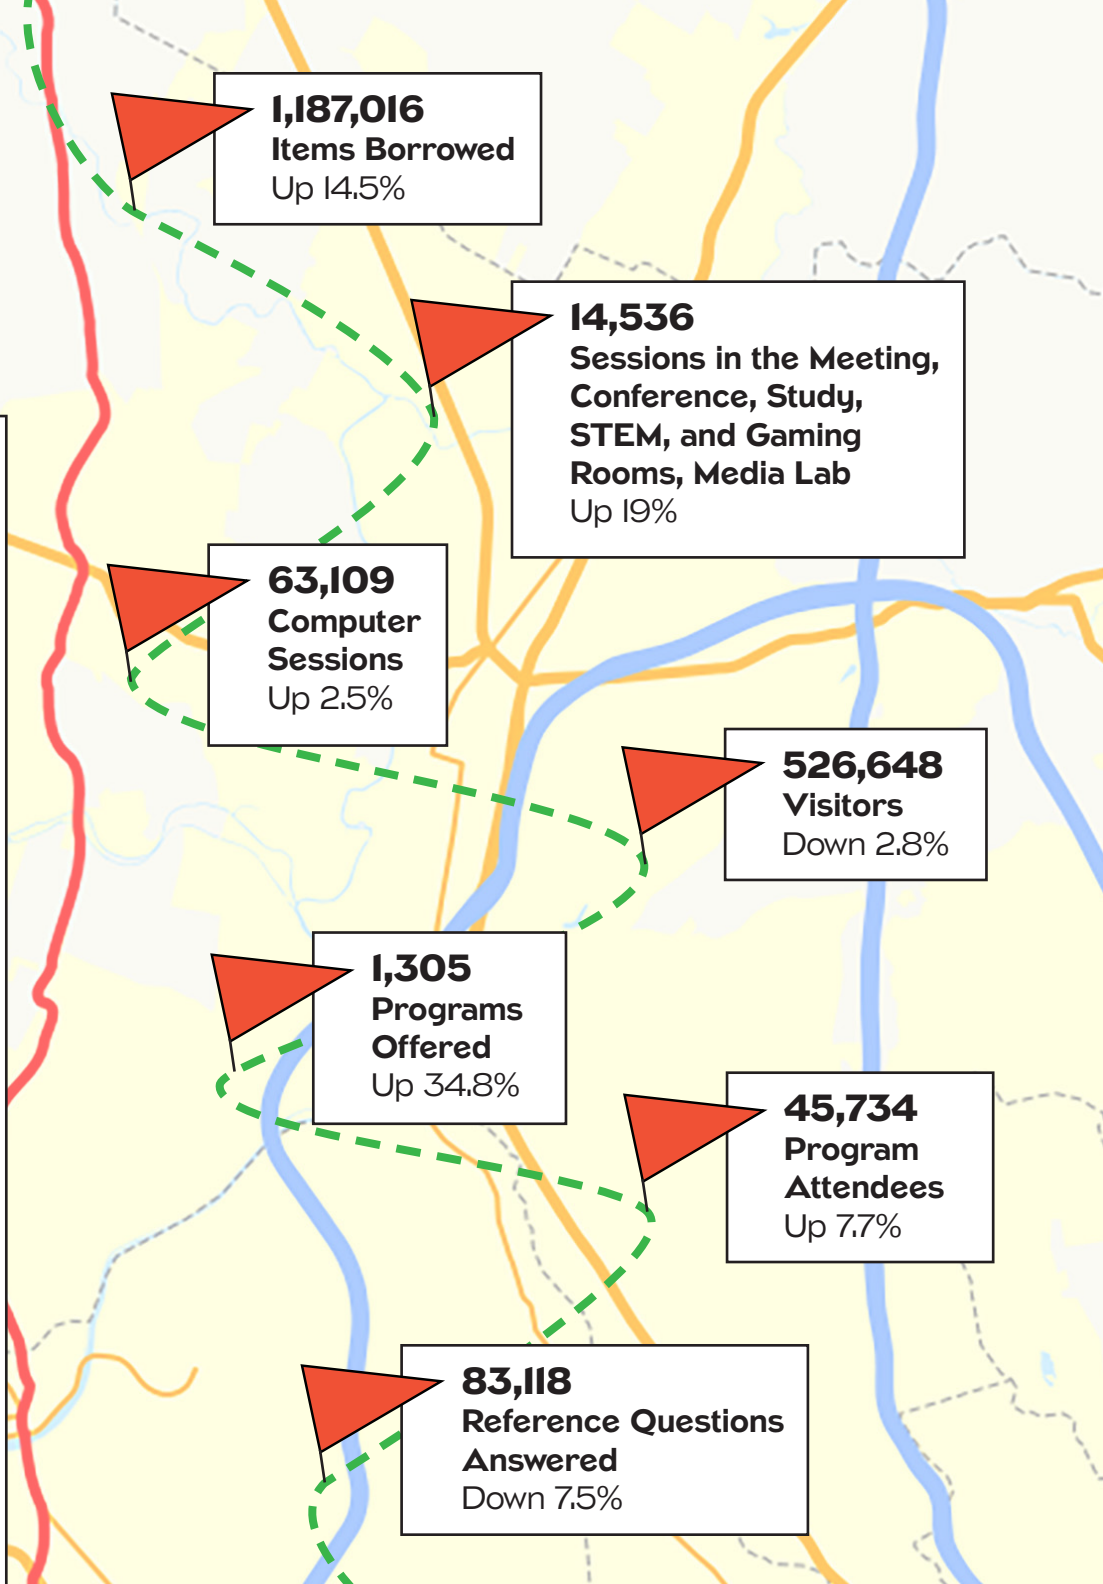 1,187,016
Items Borrowed
Up 14.5%
14,536
Sessions in the Meeting,
Conference, Study,
STEM, and Gaming
Rooms, Media Lab
Up 19%
63,109
Computer
Sessions
Up 2.5%
526,648
Visitors
Down 2.8%
1,305
Programs
Offered
Up 34.8%
45,734
Program
Attendees
Up 7.7%
83,118
Reference Questions
Answered
Down 7.5%